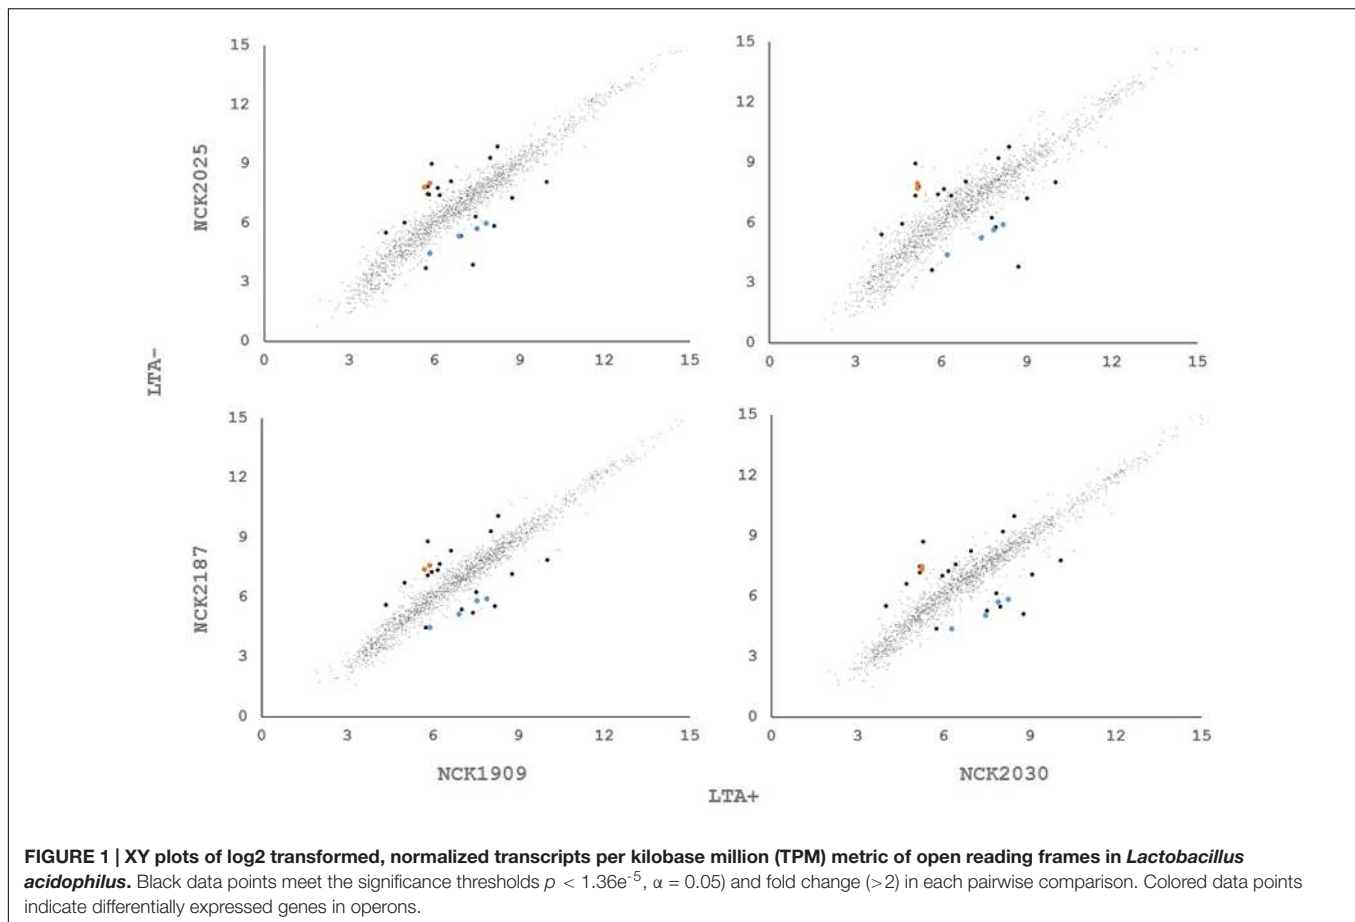 15
12
9
6
3
0
0 3 6 9 12 15
NCK2025
15
12
9
6
3
0
0 3 6 9 12 15
LTA−
15
12
9
6
3
0
0 3 6 9 12 15
NCK2187
NCK1909
15
12
9
6
3
0
0 3 6 9 12 15
NCK2030
LTA+
FIGURE 1 | XY plots of log2 transformed, normalized transcripts per kilobase million (TPM) metric of open reading frames in Lactobacillus
acidophilus. Black data points meet the significance thresholds p < 1.36e-5, α = 0.05) and fold change (>2) in each pairwise comparison. Colored data points
indicate differentially expressed genes in operons.